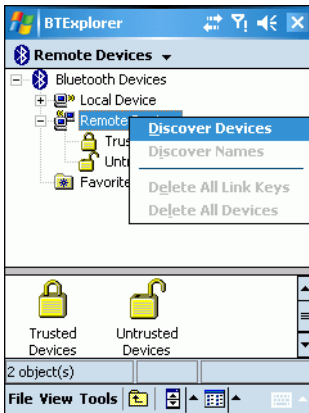 BTExplorer
Remote Devices
Bluetooth Devices
Local Device
Remote
Discover Devices
Trus
Discover Names
Unt
Favorite
Delete All Link Keys
Delete All Devices
Trusted Devices
Untrusted Devices
2 object(s)
File View Tools